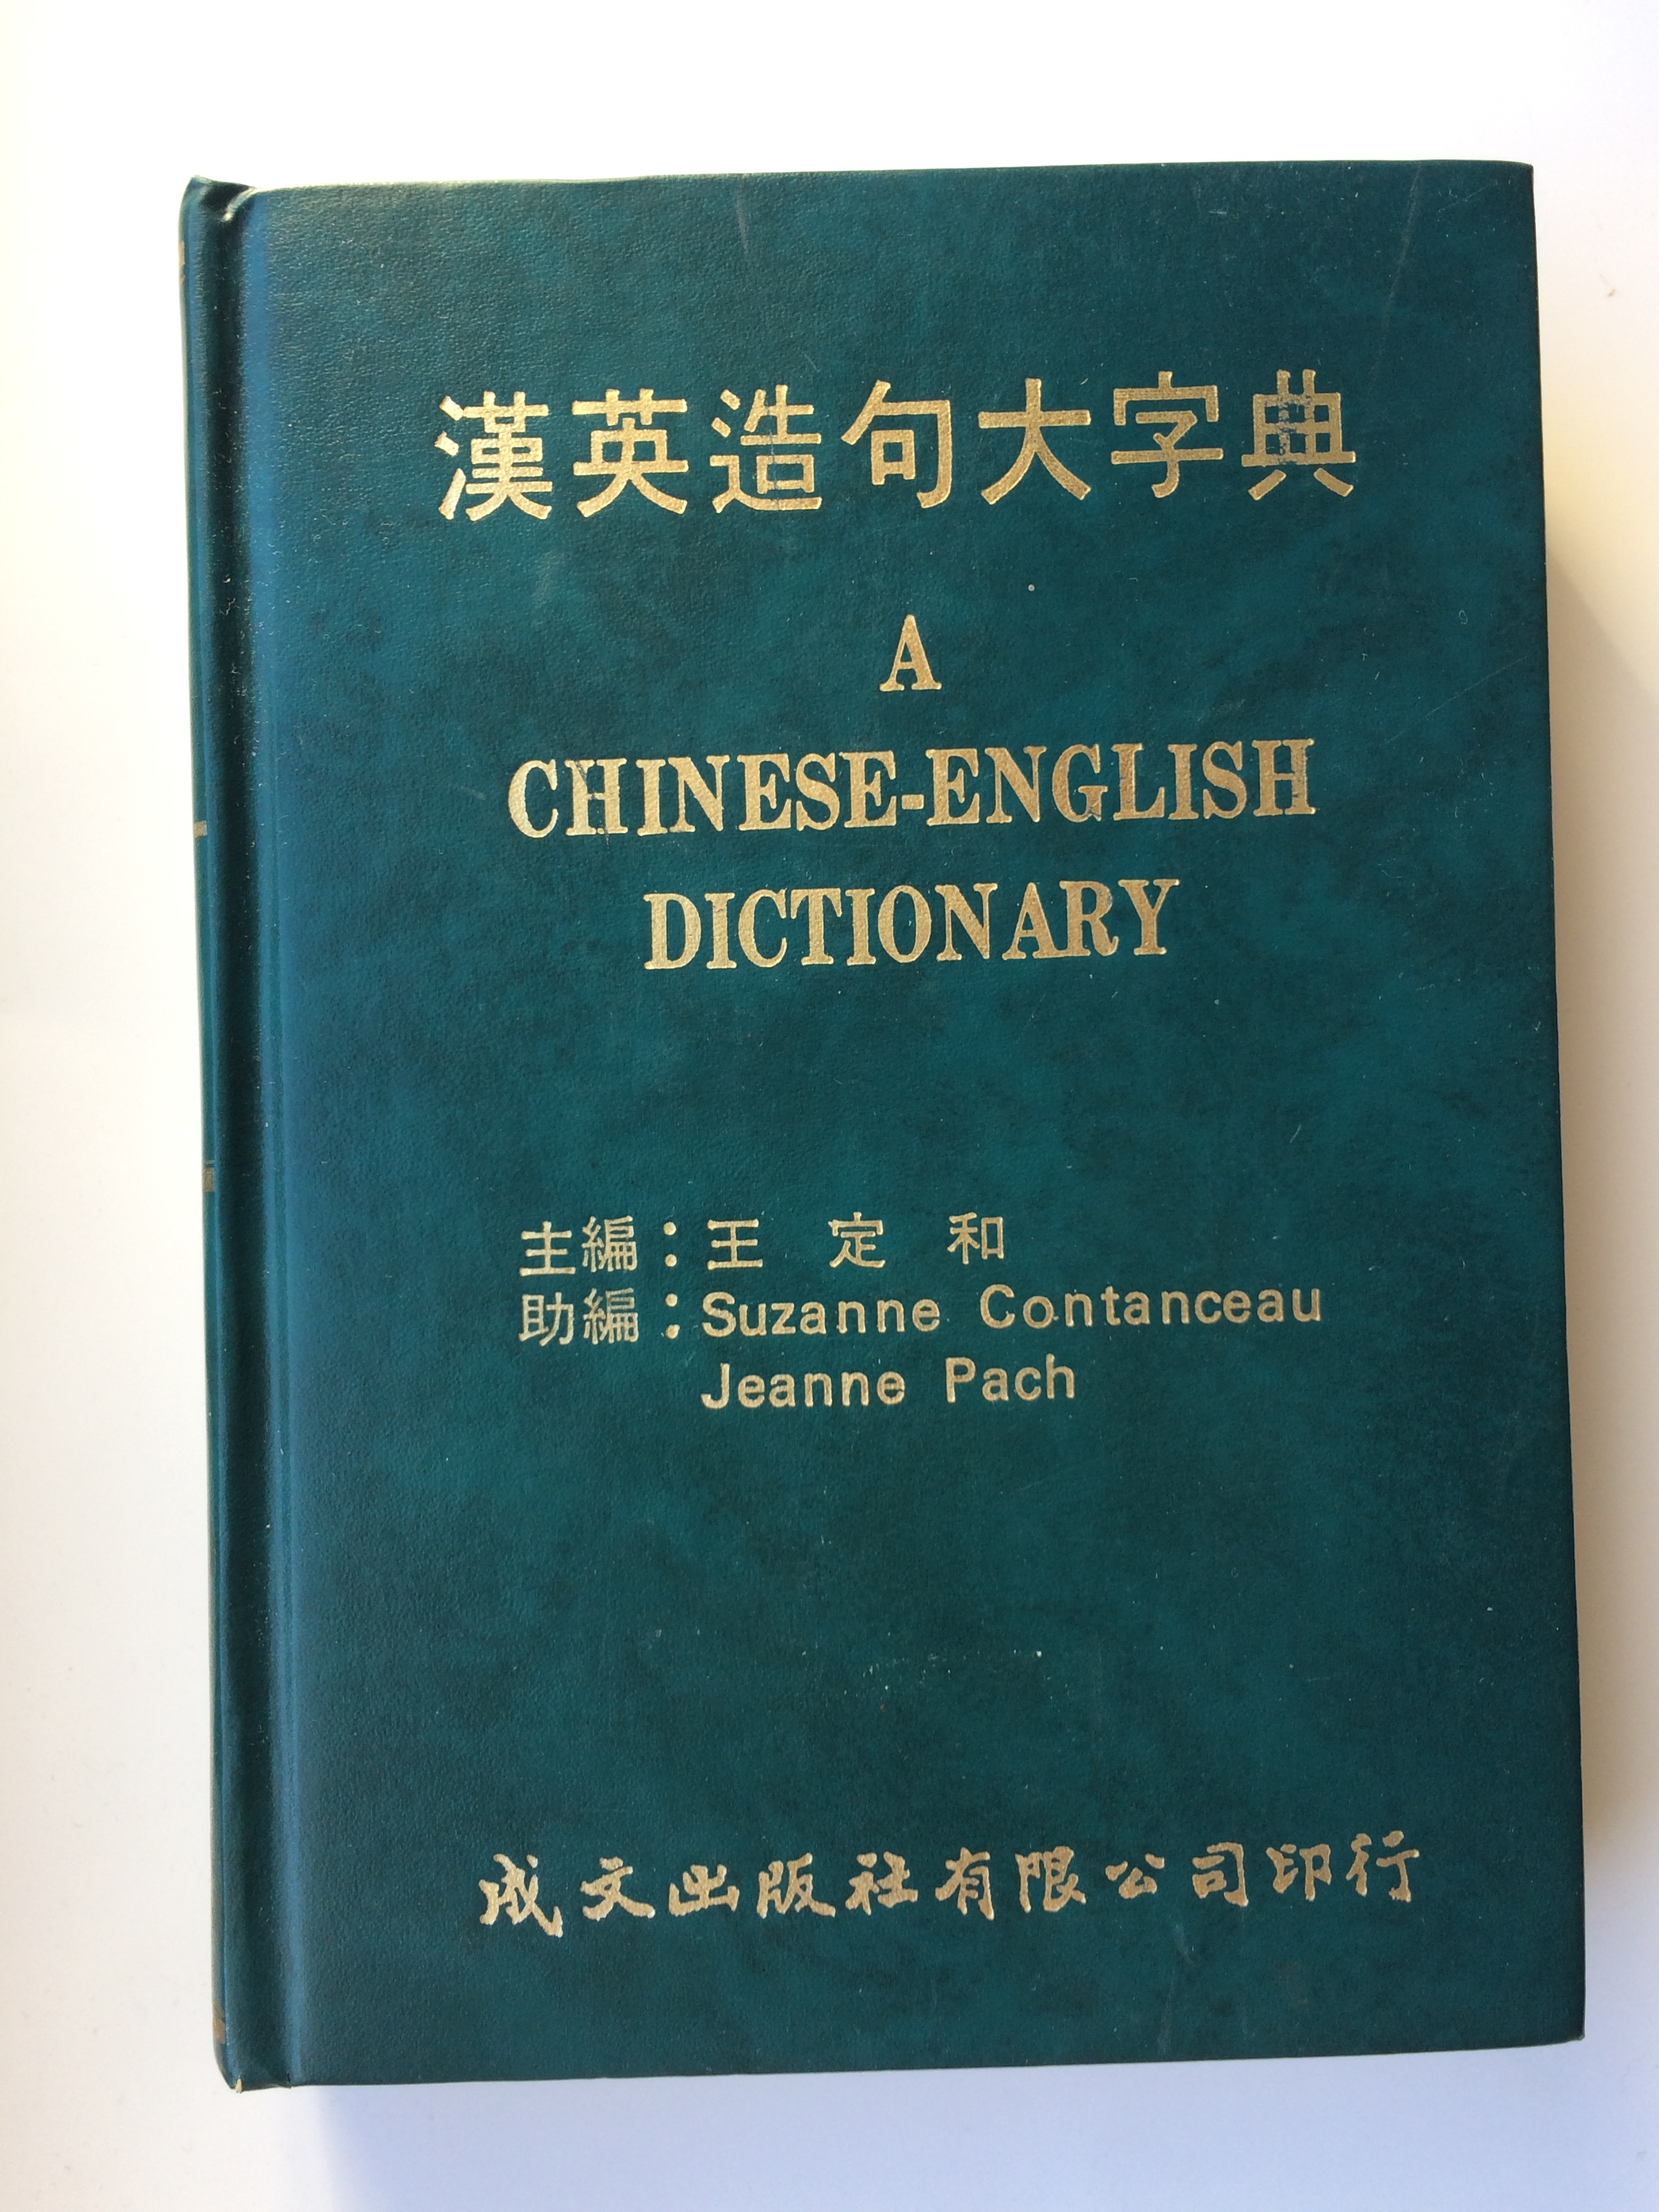 漢英造句大字典
A
CHINESE-ENGLISH
DICTIONARY
主編：王 定 和
助編：Suzanne Contanceau
Jeanne Pach
成文出版社有限公司印行